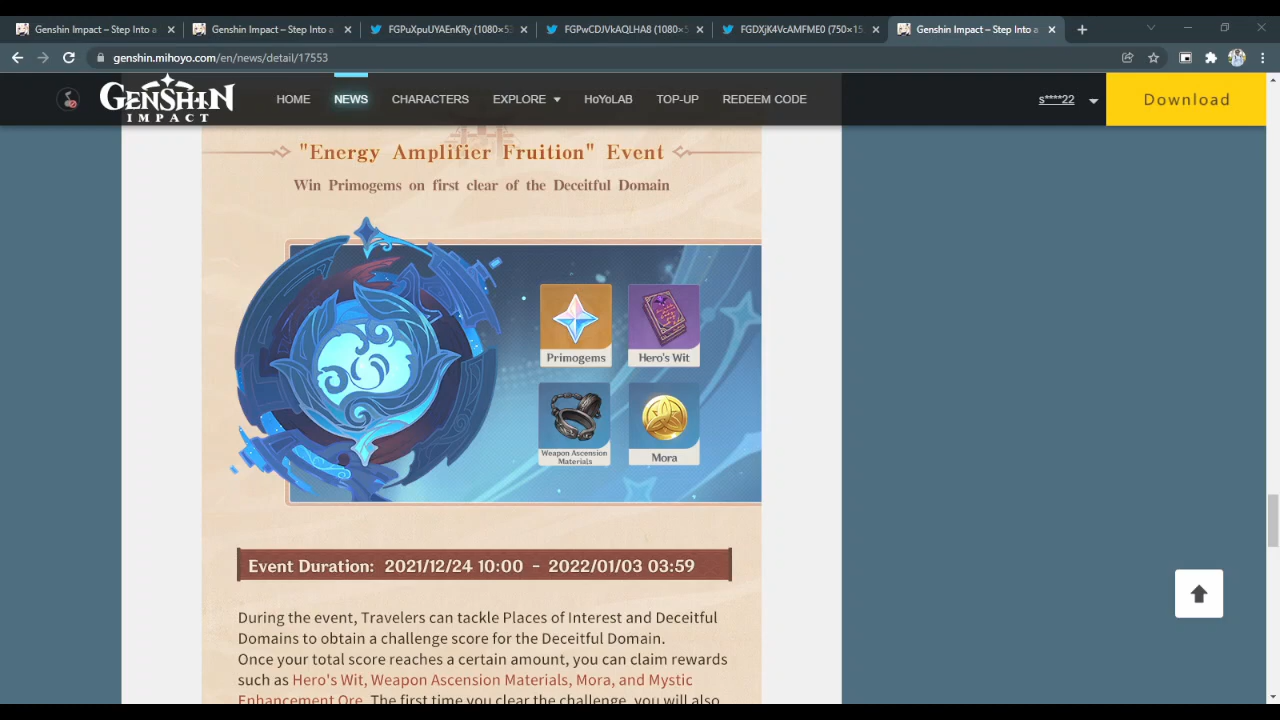 Genshin Impact – Step Into a
Genshin Impact – Step Into a
FGPuXpuUYAEnKRy (1080×5
FGPwCDJVkAQLHA8 (1080×5
FGDXjK4VcAMFME0 (750×15
Genshin Impact – Step Into a
genshin.mihoyo.com/en/news/detail/17553
GENSHIN
IMPACT
HOME
NEWS
CHARACTERS
EXPLORE
HoYoLAB
TOP-UP
REDEEM CODE
s****22
Download
"Energy Amplifier Fruition" Event
Win Primogems on first clear of the Deceitful Domain
Primogems
Hero's Wit
Weapon Ascension
Materials
Mora
Event Duration: 2021/12/24 10:00 - 2022/01/03 03:59
During the event, Travelers can tackle Places of Interest and Deceitful
Domains to obtain a challenge score for the Deceitful Domain.
Once your total score reaches a certain amount, you can claim rewards
such as Hero's Wit, Weapon Ascension Materials, Mora, and Mystic
Enhancement Ore. The first time you clear the challenge, you will also